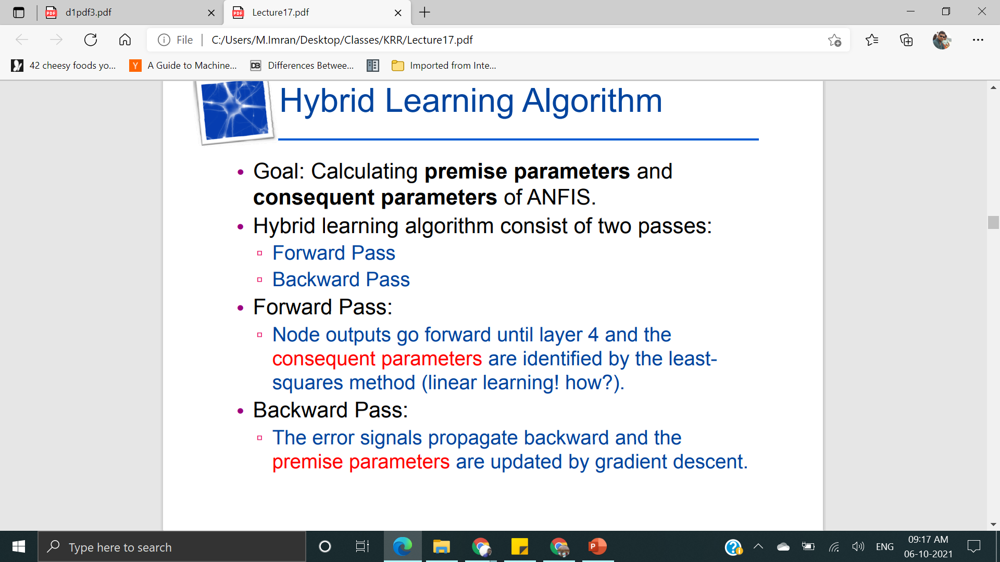 d1pdf3.pdf
Lecture17.pdf
File
C:/Users/M.Imran/Desktop/Classes/KRR/Lecture17.pdf
42 cheesy foods yo...
Y
A Guide to Machine...
DB
Differences Betwee...
Imported from Inte...
Hybrid Learning Algorithm
• Goal: Calculating premise parameters and
consequent parameters of ANFIS.
• Hybrid learning algorithm consist of two passes:
▫ Forward Pass
▫ Backward Pass
• Forward Pass:
▫ Node outputs go forward until layer 4 and the
consequent parameters are identified by the least-
squares method (linear learning! how?).
• Backward Pass:
▫ The error signals propagate backward and the
premise parameters are updated by gradient descent.
Type here to search
ENG
09:17 AM
06-10-2021